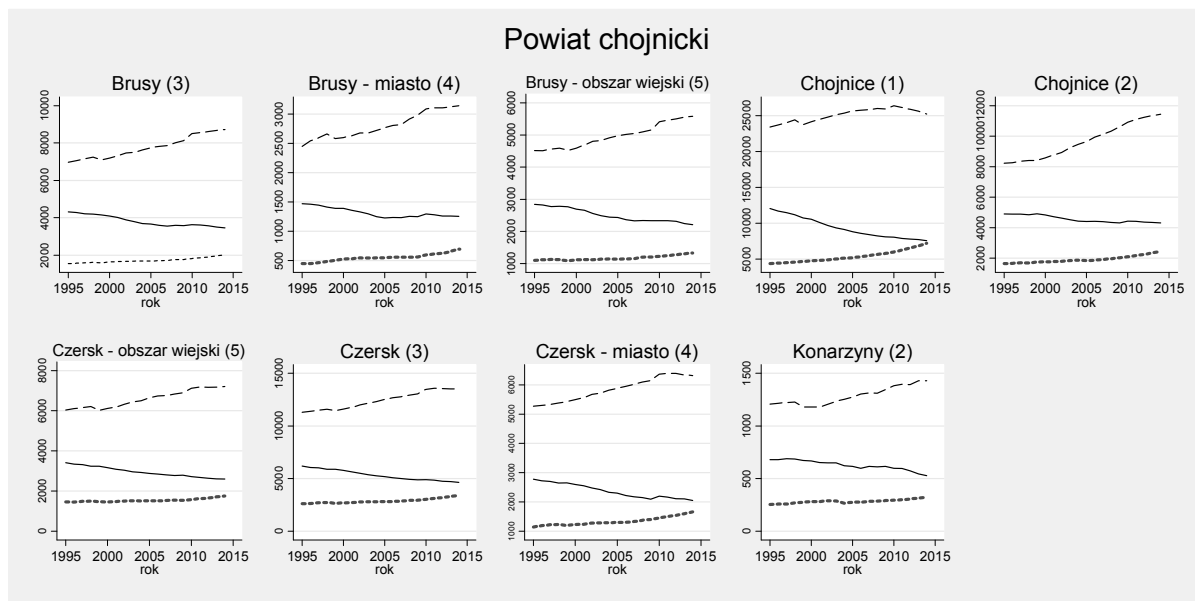 Powiat chojnicki
Brusy (3)
10000
8000
6000
4000
2000
1995 2000 2005 2010 2015
rok
Brusy - miasto (4)
3000
2500
2000
1500
1000
500
1995 2000 2005 2010 2015
rok
Brusy - obszar wiejski (5)
6000
5000
4000
3000
2000
1000
1995 2000 2005 2010 2015
rok
Chojnice (1)
25000
20000
15000
10000
5000
1995 2000 2005 2010 2015
rok
Chojnice (2)
12000
10000
8000
6000
4000
2000
1995 2000 2005 2010 2015
rok
Czersk - obszar wiejski (5)
8000
6000
4000
2000
0
1995 2000 2005 2010 2015
rok
Czersk (3)
15000
10000
5000
0
1995 2000 2005 2010 2015
rok
Czersk - miasto (4)
6000
5000
4000
3000
2000
1000
1995 2000 2005 2010 2015
rok
Konarzyny (2)
1500
1000
500
0
1995 2000 2005 2010 2015
rok